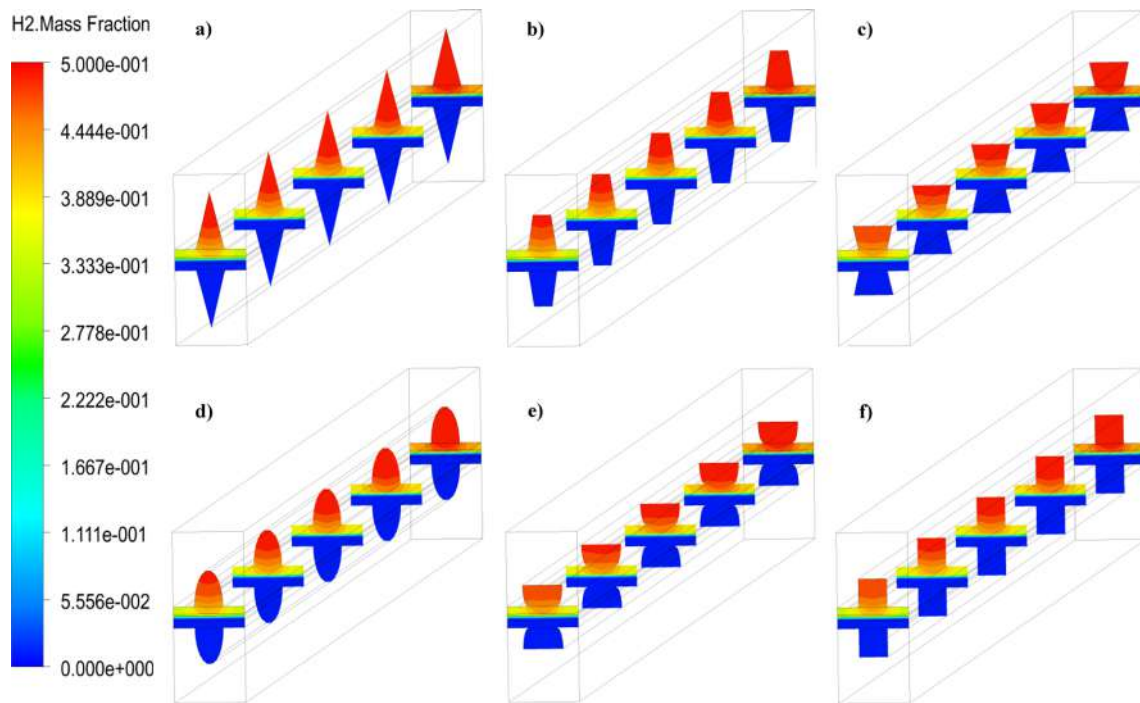 H2.Mass Fraction
5.000e-001
4.444e-001
3.889e-001
3.333e-001
2.778e-001
2.222e-001
1.667e-001
1.111e-001
5.556e-002
0.000e+000
a)
b)
c)
d)
e)
f)